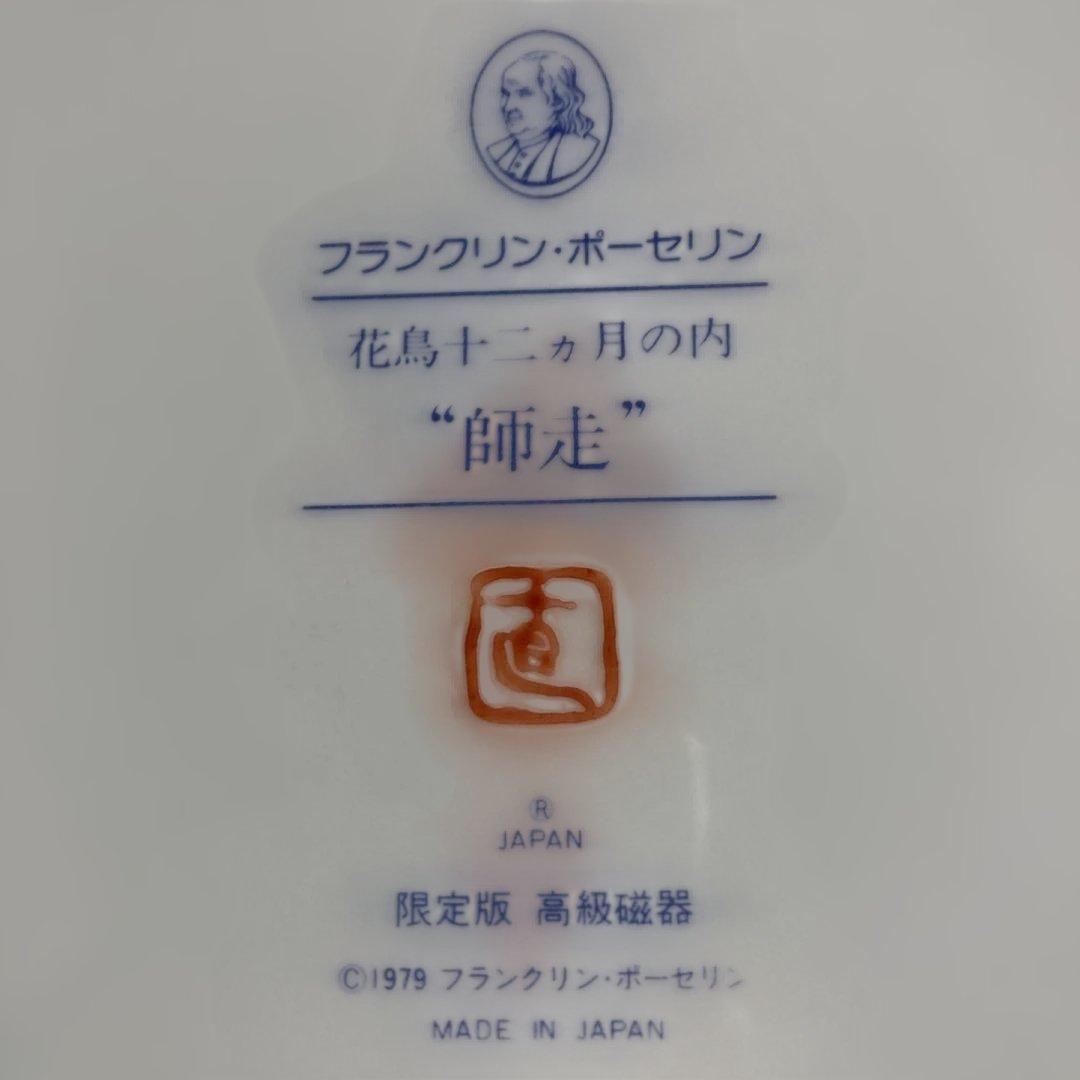 フランクリン・ポーセリン
花鳥十二ヵ月の内
“師走”
直
Ⓡ
JAPAN
限定版 高級磁器
©1979 フランクリン・ポーセリン
MADE IN JAPAN